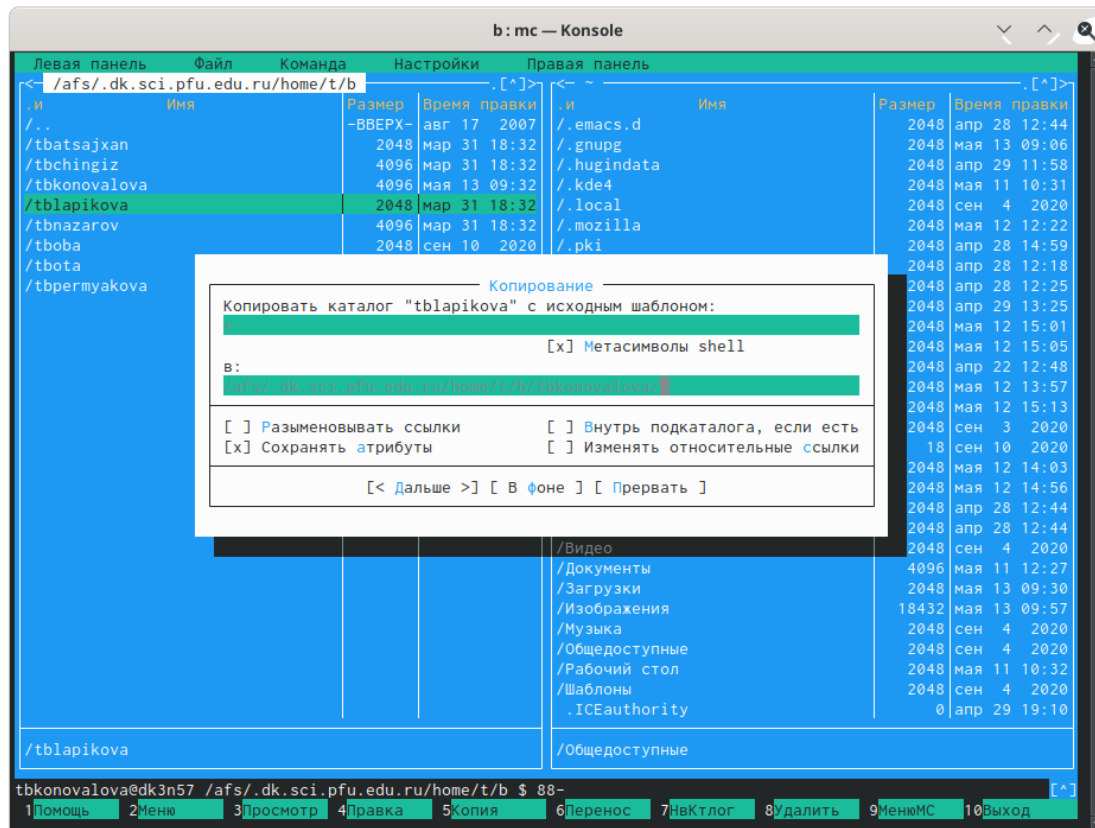 b : mc — Konsole
Левая панель Файл Команда Настройки Правая панель
<— /afs/.dk.sci.pfu.edu.ru/home/t/b .[^]> <— ~ .[^]>
.и Имя Размер Время правки .и Имя Размер Время правки
/.. -ВВЕРХ- авг 17 2007 /.emacs.d 2048 апр 28 12:44
/tbatsajxan 2048 мар 31 18:32 /.gnupg 2048 мая 13 09:06
/tbchingiz 4096 мар 31 18:32 /.hugindata 2048 апр 29 11:58
/tbkonovalova 4096 мая 13 09:32 /.kde4 2048 мая 11 10:31
/tblapikova 2048 мар 31 18:32 /.local 2048 сен 4 2020
/tbnazarov 4096 мар 31 18:32 /.mozilla 2048 мая 12 12:22
/tboba 2048 сен 10 2020 /.pki 2048 апр 28 14:59
/tbota 2048 апр 28 12:18
/tbpermyakova Копирование 2048 апр 28 12:25
Копировать каталог "tblapikova" с исходным шаблоном: 2048 апр 29 13:25
* 2048 мая 12 15:01
[x] Метасимволы shell 2048 мая 12 15:05
в: 2048 апр 22 12:48
/afs/.dk.sci.pfu.edu.ru/home/t/b/tbkonovalova/ 2048 мая 12 13:57
2048 мая 12 15:13
[ ] Разыменовывать ссылки [ ] Внутрь подкаталога, если есть 2048 сен 3 2020
[x] Сохранять атрибуты [ ] Изменять относительные ссылки 18 сен 10 2020
2048 мая 12 14:03
[< Дальше >] [ В фоне ] [ Прервать ] 2048 мая 12 14:56
2048 апр 28 12:44
2048 апр 28 12:44
/Видео 2048 сен 4 2020
/Документы 4096 мая 11 12:27
/Загрузки 2048 мая 13 09:30
/Изображения 18432 мая 13 09:57
/Музыка 2048 сен 4 2020
/Общедоступные 2048 сен 4 2020
/Рабочий стол 2048 мая 11 10:32
/Шаблоны 2048 сен 4 2020
.ICEauthority 0 апр 29 19:10
/tblapikova /Общедоступные
tbkonovalova@dk3n57 /afs/.dk.sci.pfu.edu.ru/home/t/b $ 88- [^]
1Помощь 2Меню 3Просмотр 4Правка 5Копия 6Перенос 7НвКтлог 8Удалить 9МенюМС 10Выход